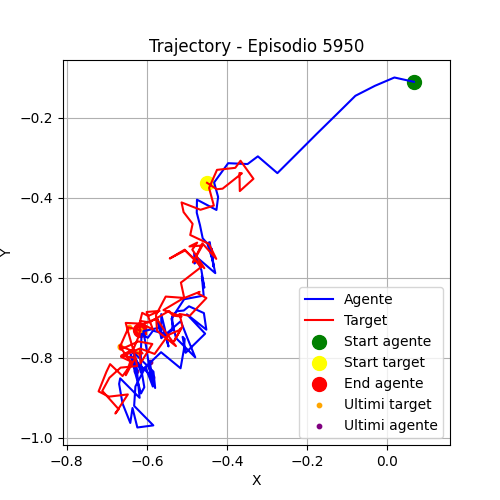 Trajectory - Episodio 5950
Y
−0.2
−0.4
−0.6
−0.8
−1.0
Agente
Target
Start agente
Start target
End agente
Ultimi target
Ultimi agente
−0.8
−0.6
−0.4
−0.2
0.0
X